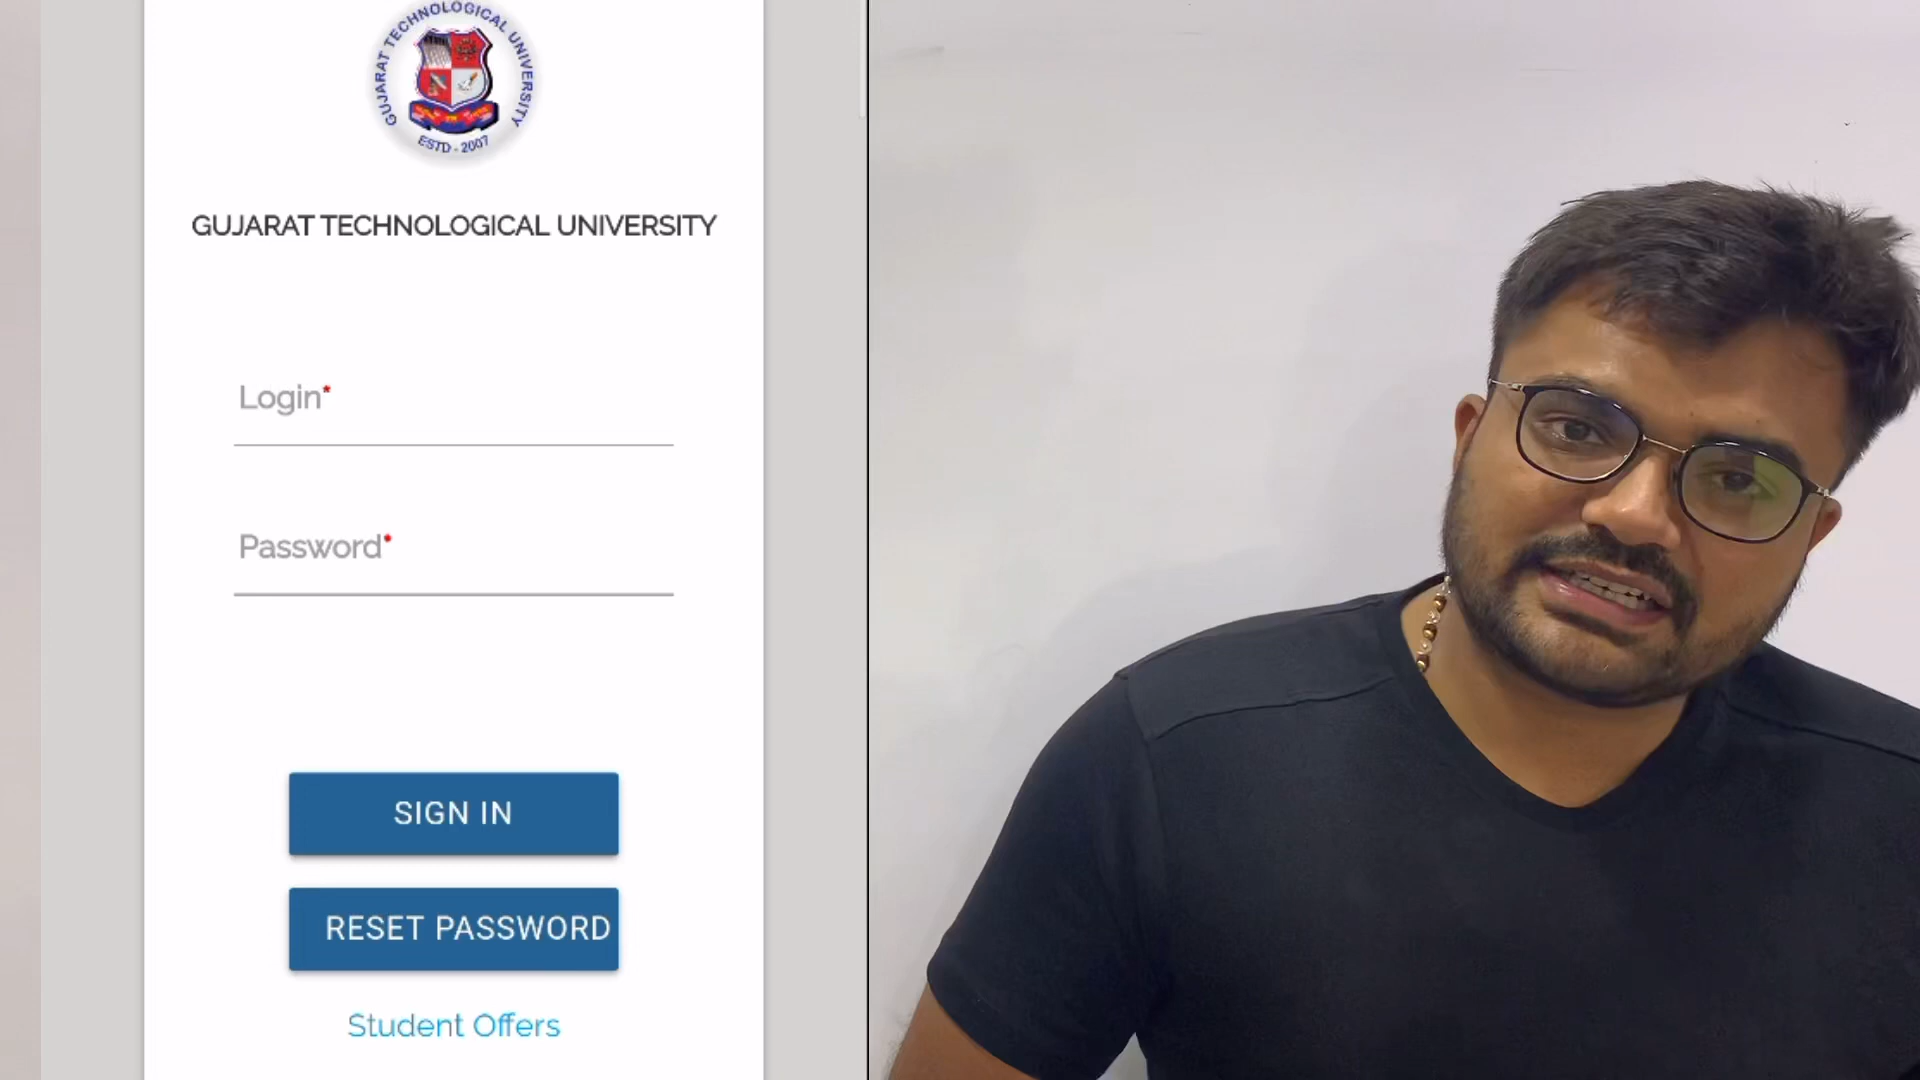 GUJARAT TECHNOLOGICAL UNIVERSITY
ESTD - 2007
GUJARAT TECHNOLOGICAL UNIVERSITY
Login*
Password*
SIGN IN
RESET PASSWORD
Student Offers